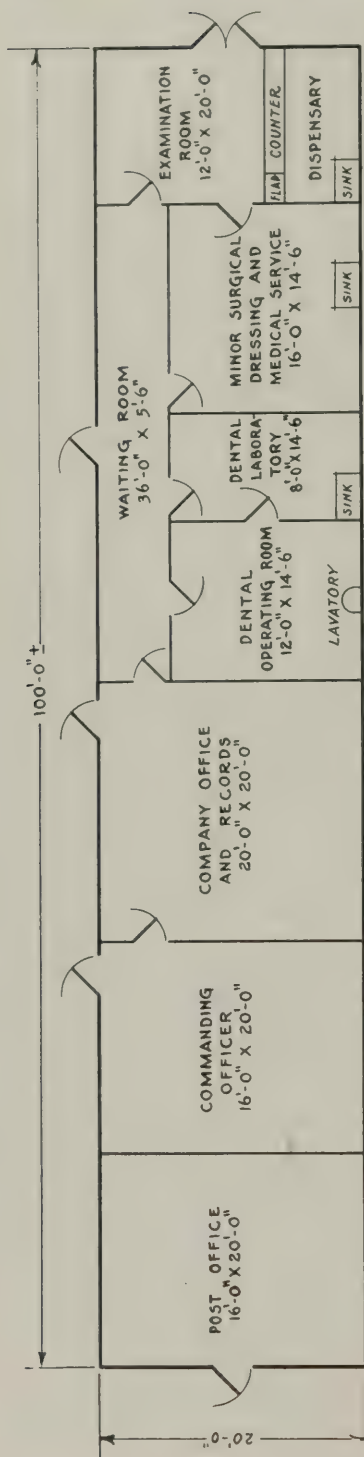 100'-0" ±
20'-0"
POST OFFICE
16'-0" X 20'-0"
COMMANDING
OFFICER
16'-0" X 20'-0"
COMPANY OFFICE
AND RECORDS
20'-0" X 20'-0"
WAITING ROOM
36'-0" X 5'-6"
DENTAL
OPERATING ROOM
12'-0" X 14'-6"
LAVATORY
DENTAL
LABORA-
TORY
8'-0" X 14'-6"
SINK
MINOR SURGICAL
DRESSING AND
MEDICAL SERVICE
16'-0" X 14'-6"
SINK
EXAMINATION
ROOM
12'-0" X 20'-0"
FLAP
COUNTER
DISPENSARY
SINK